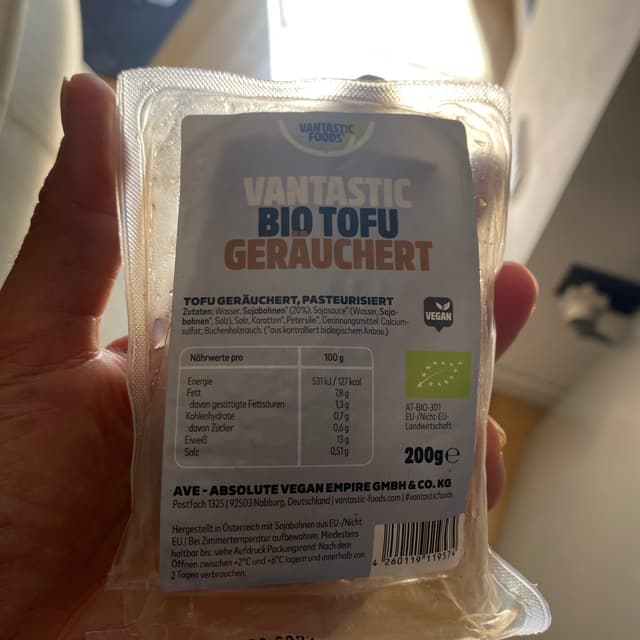 VANTASTIC
FOODS
VANTASTIC
BIO TOFU
GERÄUCHERT
TOFU GERÄUCHERT, PASTEURISIERT
Zutaten: Wasser, Sojabohnen* (20%), Sojasauce* (Wasser, Soja-
bohnen*, Salz), Salz, Karotten*, Petersilie*, Gerinnungsmittel: Calcium-
sulfat; Buchenholzrauch. (*aus kontrolliert biologischem Anbau)
VEGAN
Nährwerte pro 100 g
Energie 531 kJ / 127 kcal
Fett 7,8 g
davon gesättigte Fettsäuren 1,3 g
Kohlenhydrate 0,7 g
davon Zucker 0,6 g
Eiweiß 13 g
Salz 0,51 g
AT-BIO-301
EU-/Nicht-EU-
Landwirtschaft
200g e
AVE - ABSOLUTE VEGAN EMPIRE GMBH & CO. KG
Postfach 1325 | 92503 Nabburg, Deutschland | vantastic-foods.com | #vantasticfoods
Hergestellt in Österreich mit Sojabohnen aus EU-/Nicht
EU. | Bei Zimmertemperatur aufbewahren. Mindestens
haltbar bis: siehe Aufdruck Packungsrand. Nach dem
Öffnen zwischen +2°C und +6°C lagern und innerhalb von
2 Tagen verbrauchen.
4 260119 119574